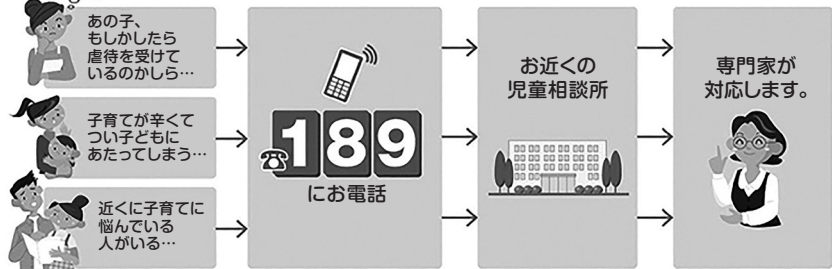 あの子、
もしかしたら
虐待を受けて
いるのかしら…
子育てが辛くて
つい子どもに
あたってしまう…
近くに子育てに
悩んでいる
人がいる…
189
にお電話
お近くの
児童相談所
専門家が
対応します。